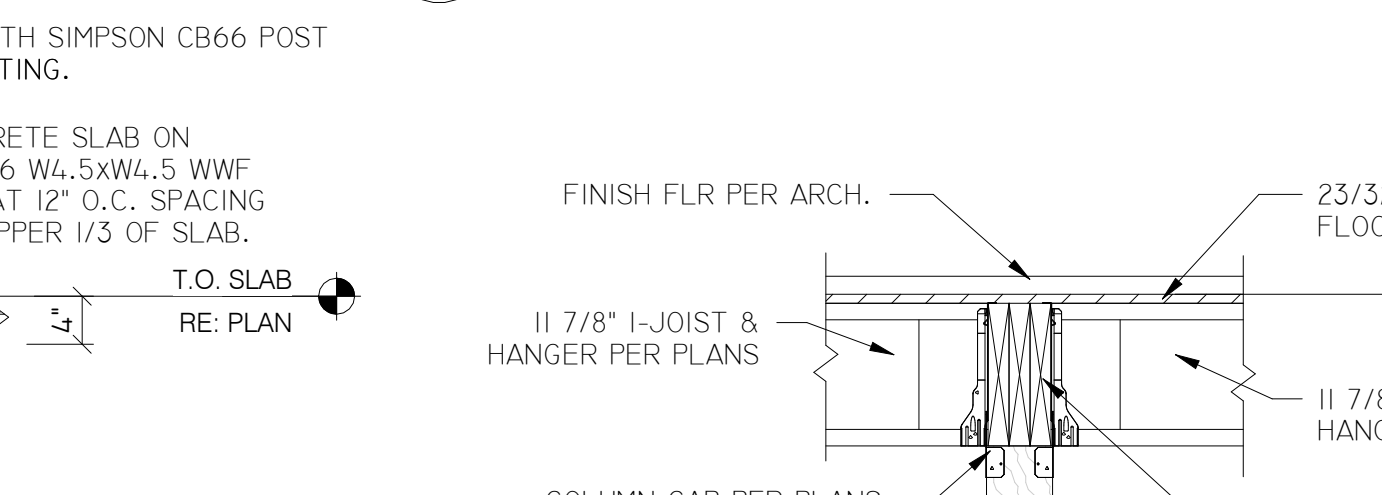 TH SIMPSON CB66 POST
TING.
RETE SLAB ON
6 W4.5xW4.5 WWF
AT 12" O.C. SPACING
PPER 1/3 OF SLAB.
T.O. SLAB
RE: PLAN
4"
FINISH FLR PER ARCH.
23/3
FLOO
11 7/8" I-JOIST &
HANGER PER PLANS
11 7/8
HANG
COLUMN CAP PER PLANS